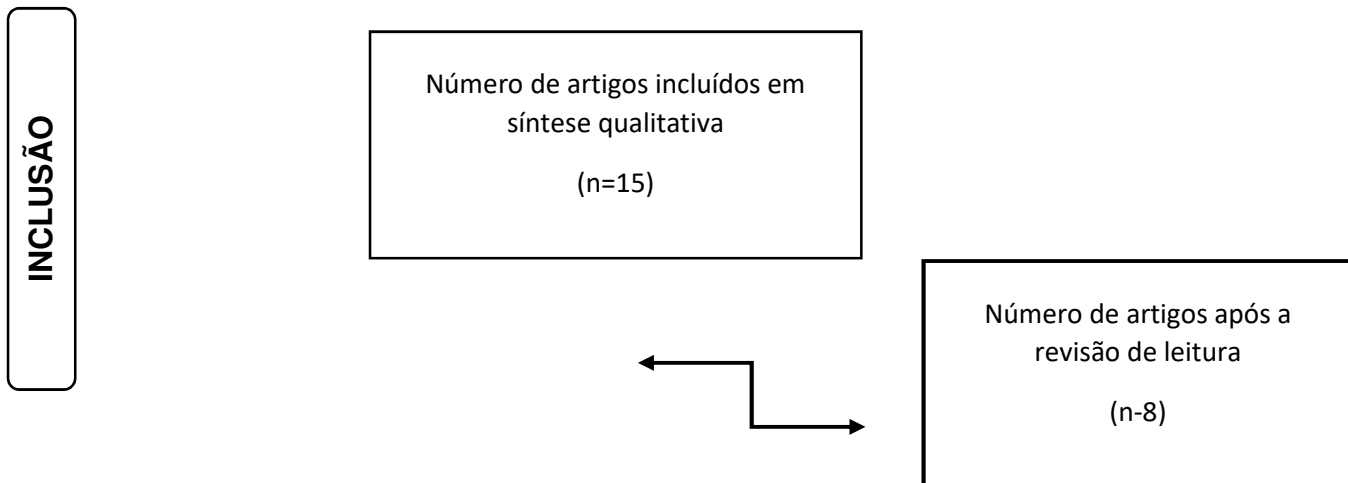 INCLUSÃO
Número de artigos incluídos em
síntese qualitativa
(n=15)
Número de artigos após a
revisão de leitura
(n-8)